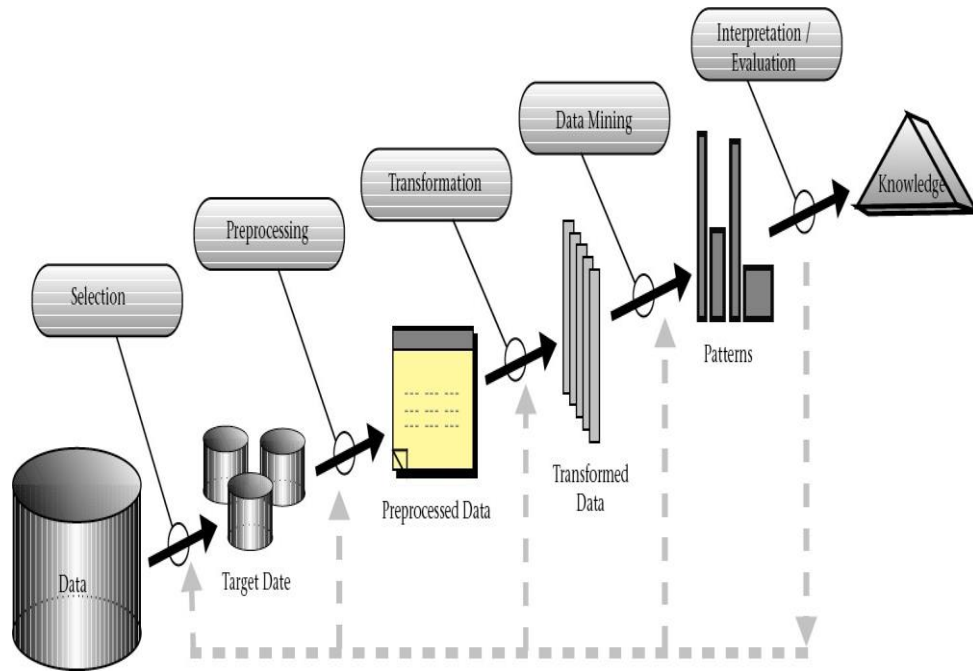 Interpretation /
Evaluation
Data Mining
Knowledge
Transformation
Preprocessing
Selection
Patterns
Transformed
Data
Preprocessed Data
Target Date
Data